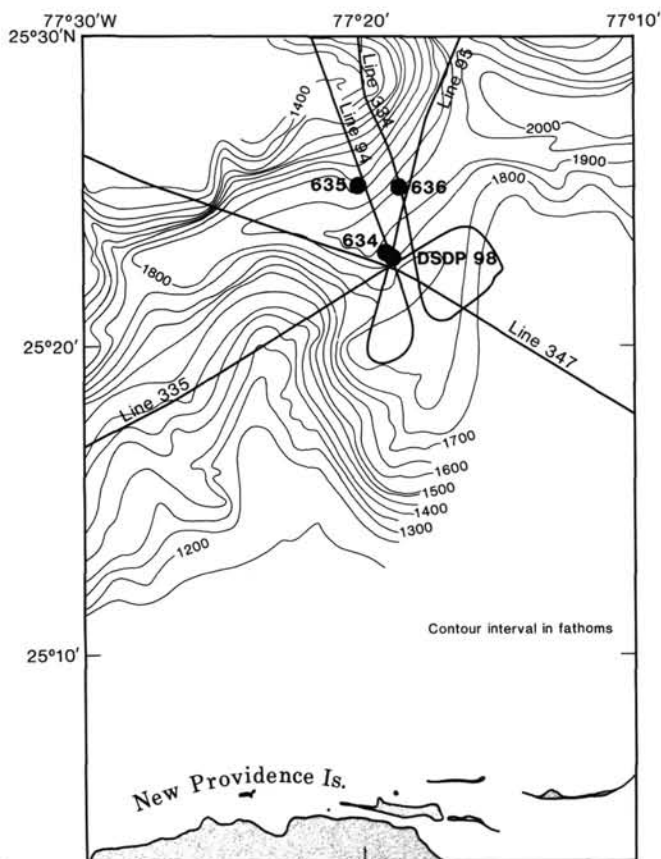 77°30'W
77°20'
77°10'
25°30'N
1400
Line 94
Line 334
Line 95
2000
1900
1800
635
636
634
DSDP 98
1800
25°20'
Line 347
Line 335
1700
1600
1500
1400
1300
1200
Contour interval in fathoms
25°10'
New Providence Is.